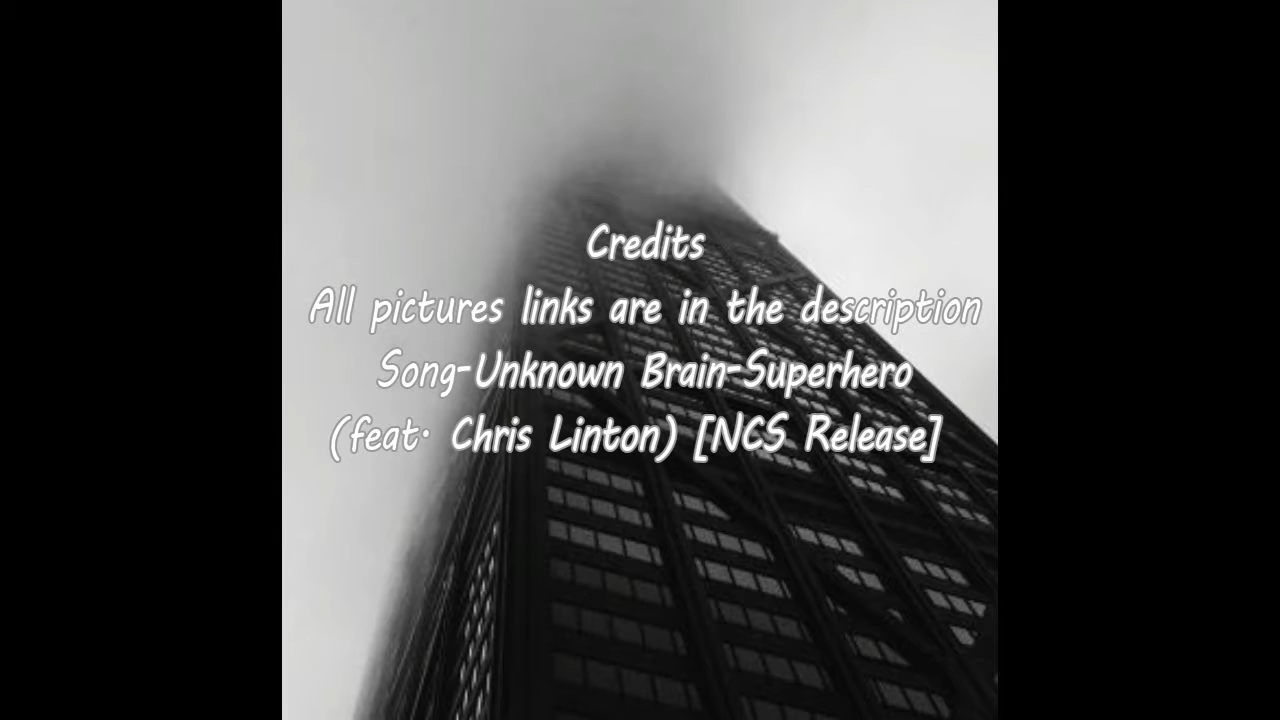 Credits
All pictures links are in the description
Song-Unknown Brain-Superhero
(feat. Chris Linton) [NCS Release]